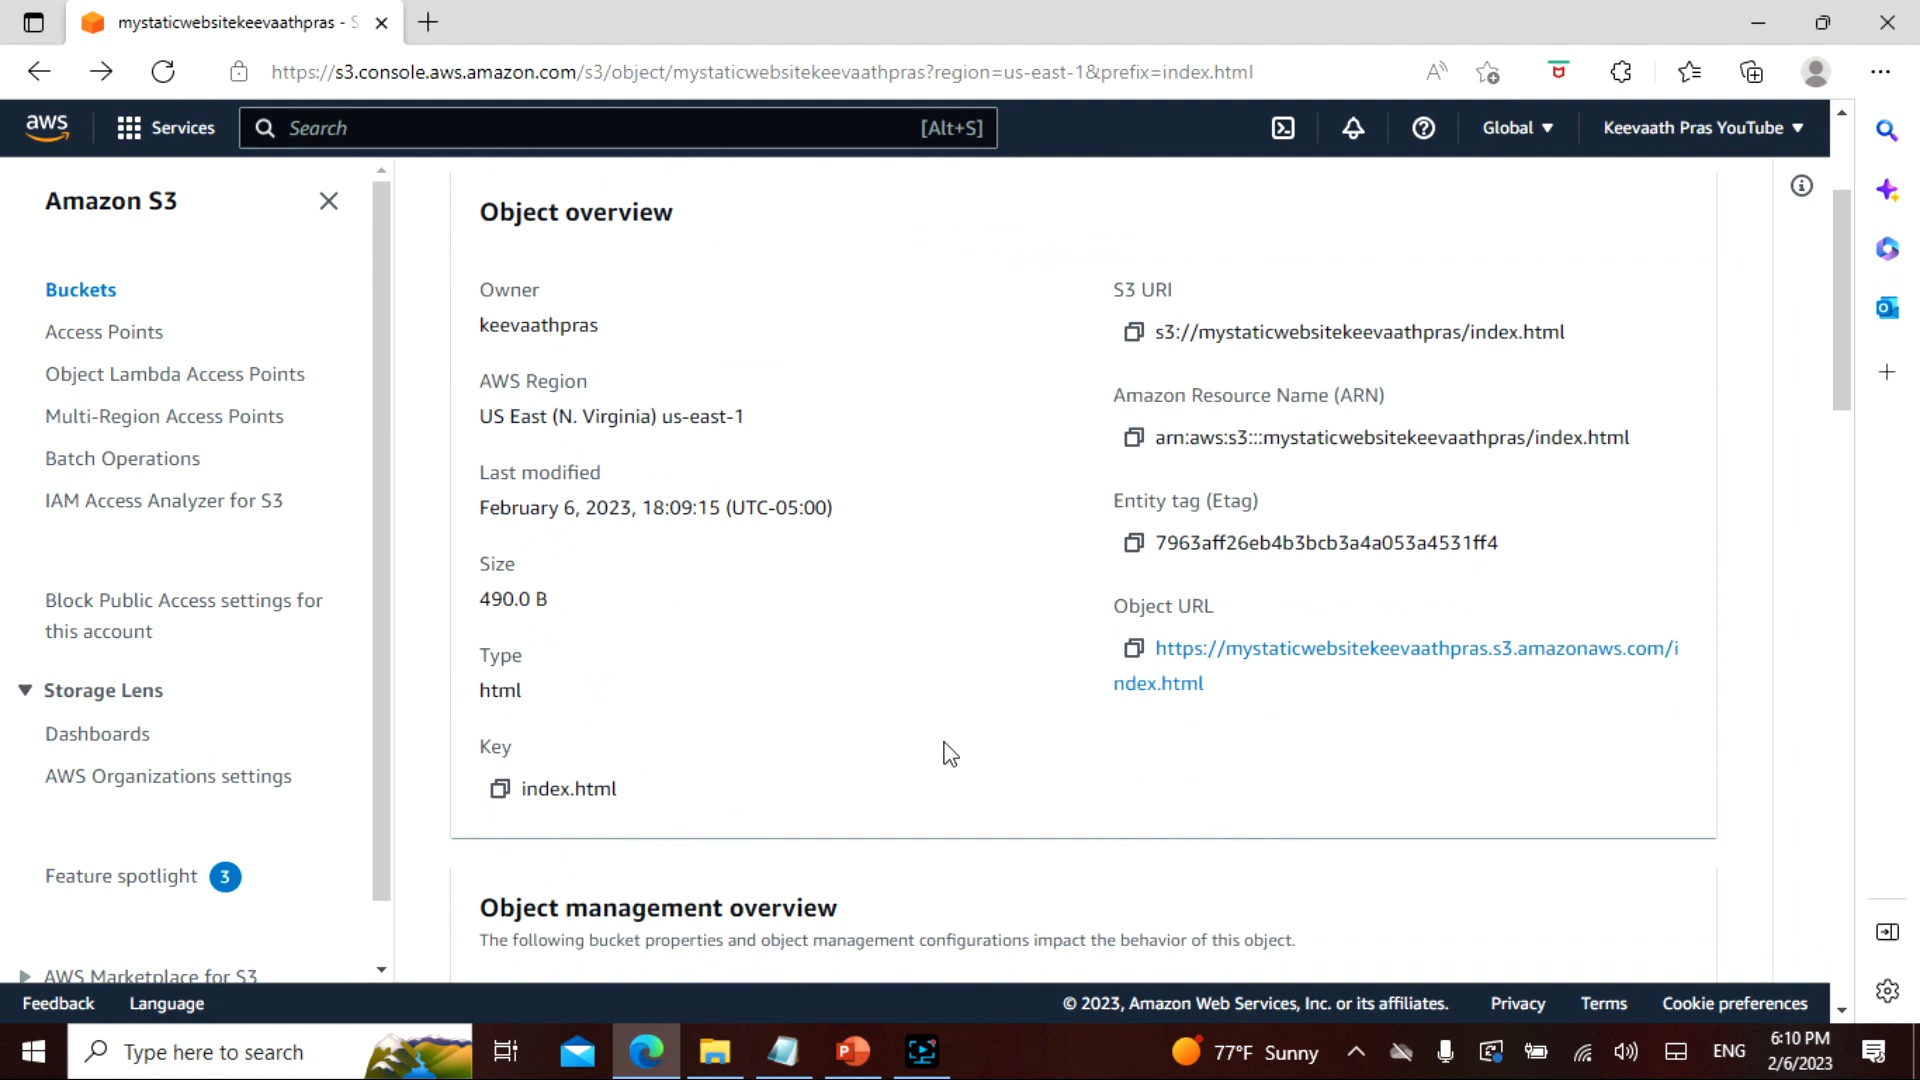 mystaticwebsitekeevaathpras - S
https://s3.console.aws.amazon.com/s3/object/mystaticwebsitekeevaathpras?region=us-east-1&prefix=index.html
aws Services Search [Alt+S] Global Keevaath Pras YouTube
Amazon S3
Buckets
Access Points
Object Lambda Access Points
Multi-Region Access Points
Batch Operations
IAM Access Analyzer for S3
Block Public Access settings for
this account
Storage Lens
Dashboards
AWS Organizations settings
Feature spotlight 3
AWS Marketplace for S3
Object overview
Owner
keevaathpras
AWS Region
US East (N. Virginia) us-east-1
Last modified
February 6, 2023, 18:09:15 (UTC-05:00)
Size
490.0 B
Type
html
Key
index.html
S3 URI
s3://mystaticwebsitekeevaathpras/index.html
Amazon Resource Name (ARN)
arn:aws:s3:::mystaticwebsitekeevaathpras/index.html
Entity tag (Etag)
7963aff26eb4b3bcb3a4a053a4531ff4
Object URL
https://mystaticwebsitekeevaathpras.s3.amazonaws.com/i
ndex.html
Object management overview
The following bucket properties and object management configurations impact the behavior of this object.
Feedback Language © 2023, Amazon Web Services, Inc. or its affiliates. Privacy Terms Cookie preferences
Type here to search 77°F Sunny ENG 6:10 PM
2/6/2023